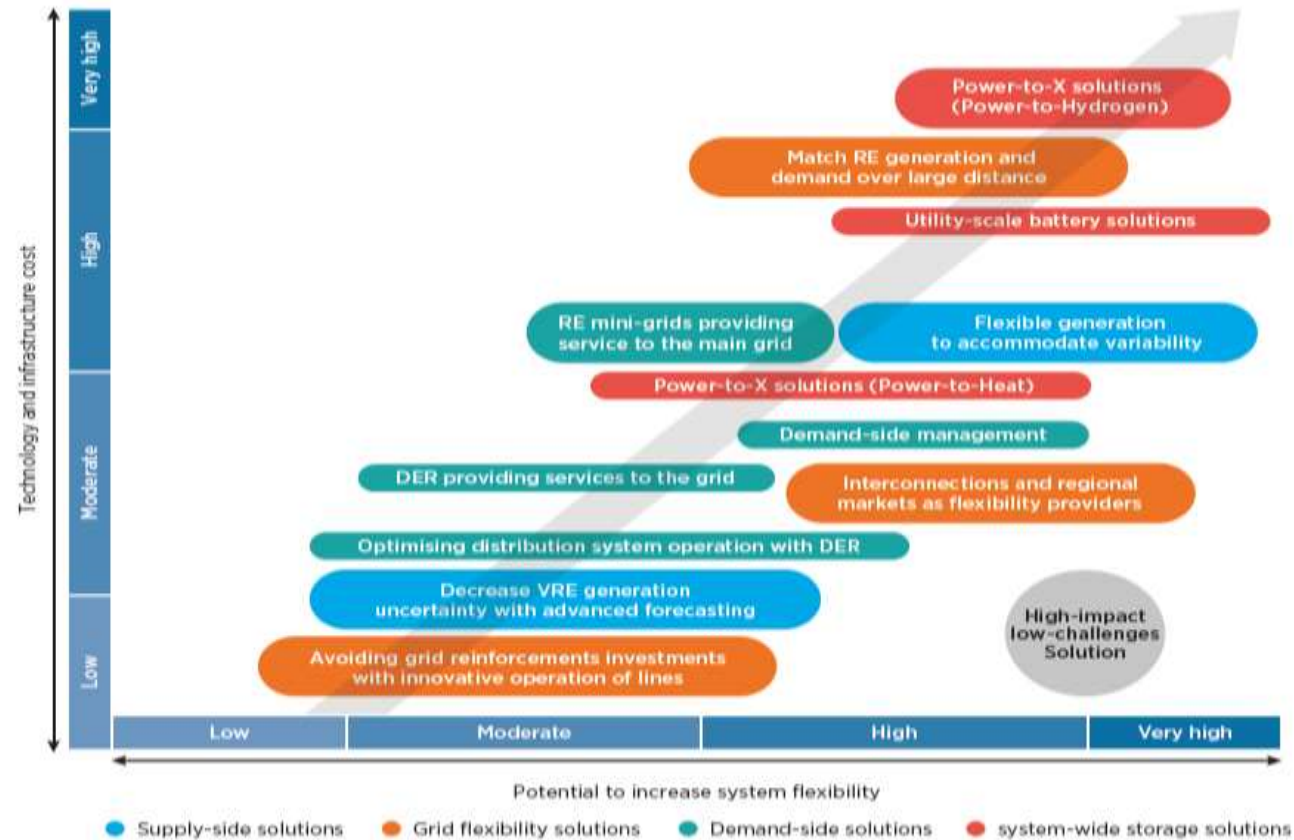 Very high
Power-to-X solutions
(Power-to-Hydrogen)
Match RE generation and
demand over large distance
Utility-scale battery solutions
High
RE mini-grids providing
service to the main grid
Flexible generation
to accommodate variability
Technology and infrastructure cost
Power-to-X solutions (Power-to-Heat)
Demand-side management
Moderate
DER providing services to the grid
Interconnections and regional
markets as flexibility providers
Optimising distribution system operation with DER
Decrease VRE generation
uncertainty with advanced forecasting
High-impact
low-challenges
Solution
Low
Avoiding grid reinforcements investments
with innovative operation of lines
Low
Moderate
High
Very high
Potential to increase system flexibility
Supply-side solutions
Grid flexibility solutions
Demand-side solutions
system-wide storage solutions